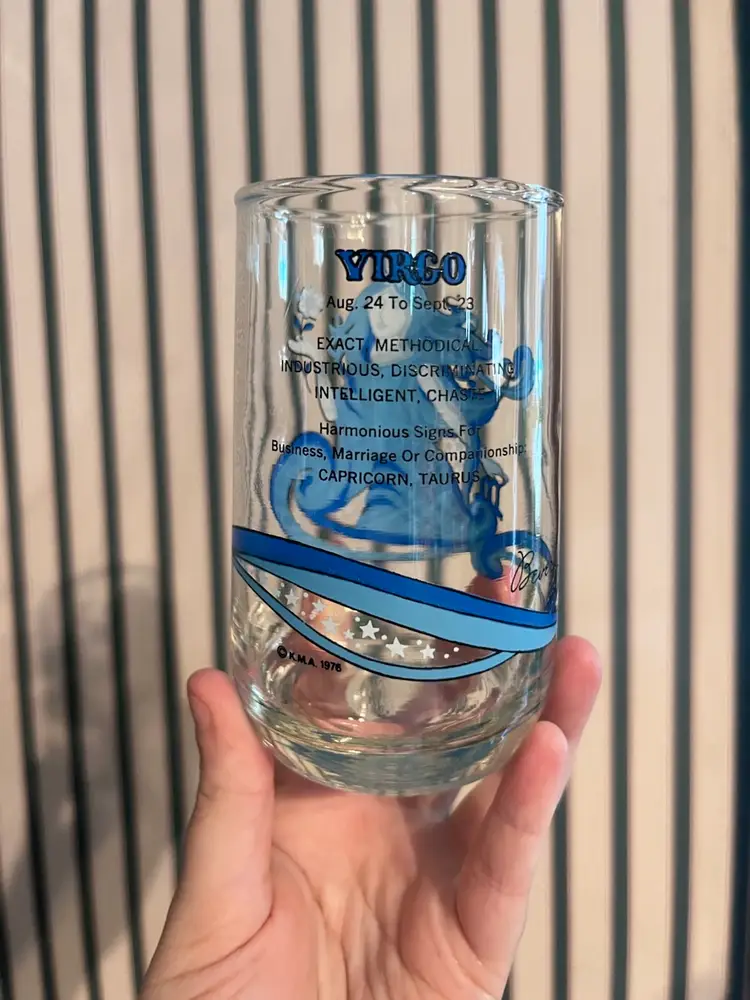 VIRGO
Aug. 24 To Sept. 23
EXACT, METHODICAL,
INDUSTRIOUS, DISCRIMINATING,
INTELLIGENT, CHASTE
Harmonious Signs For
Business, Marriage Or Companionship:
CAPRICORN, TAURUS
© K.M.A. 1976